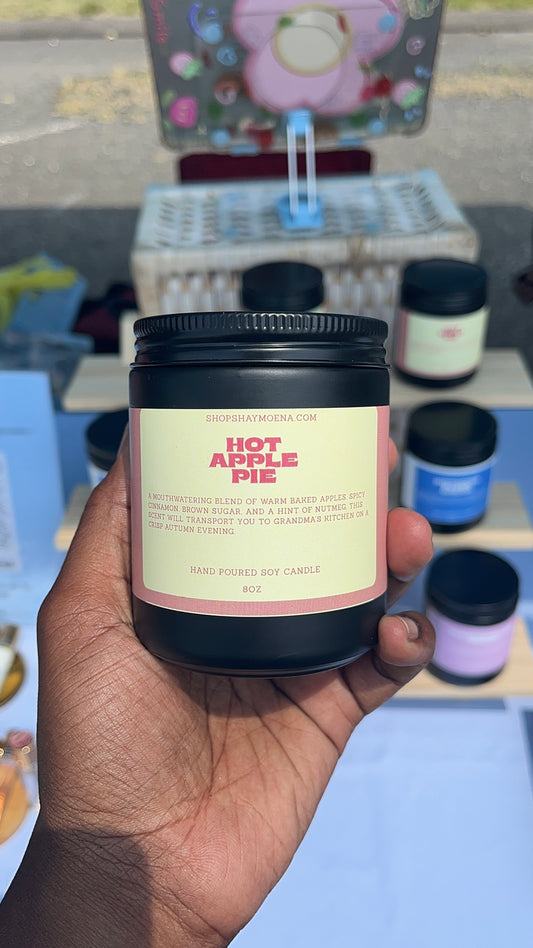 SHOPSHAYMOENA.COM
HOT
APPLE
PIE
A MOUTHWATERING BLEND OF WARM BAKED APPLES, SPICY
CINNAMON, BROWN SUGAR, AND A HINT OF NUTMEG. THIS
SCENT WILL TRANSPORT YOU TO GRANDMA'S KITCHEN ON A
CRISP AUTUMN EVENING.
HAND POURED SOY CANDLE
8OZ